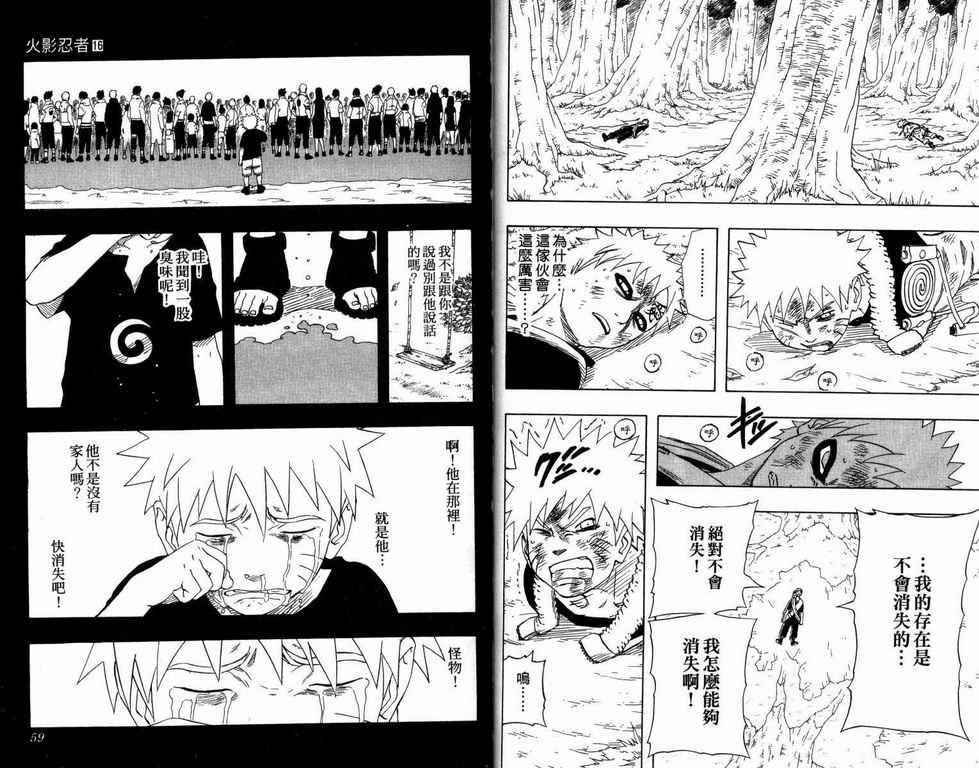 ………
為什麼
這傢伙會
這麼厲害
……？
呼
呼
呼
呼
呼
呼
…我的存在是
不會消失的…
絕對不會
消失！
我怎麼能夠
消失啊！
嗚…
火影忍者16
我不是跟你
說過別跟他說話
的嗎？
哇！
我聞到一股
臭味呢！
啊！他在那裡！
就是他…
他不是沒有
家人嗎？
快消失吧！
怪物！
59